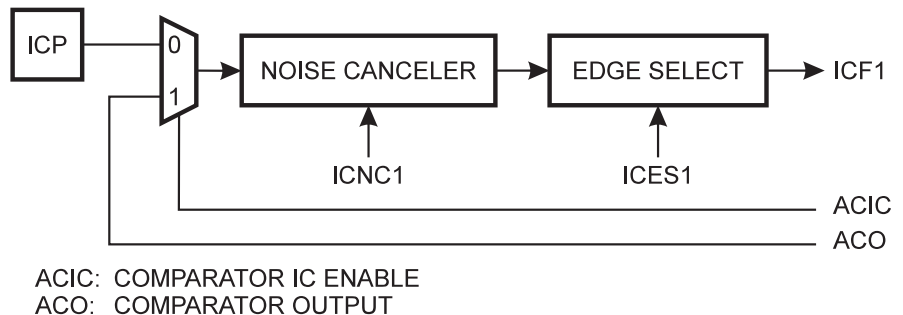 ICP
0
NOISE CANCELER
EDGE SELECT
ICF1
1
ICNC1
ICES1
ACIC
ACO
ACIC: COMPARATOR IC ENABLE
ACO: COMPARATOR OUTPUT